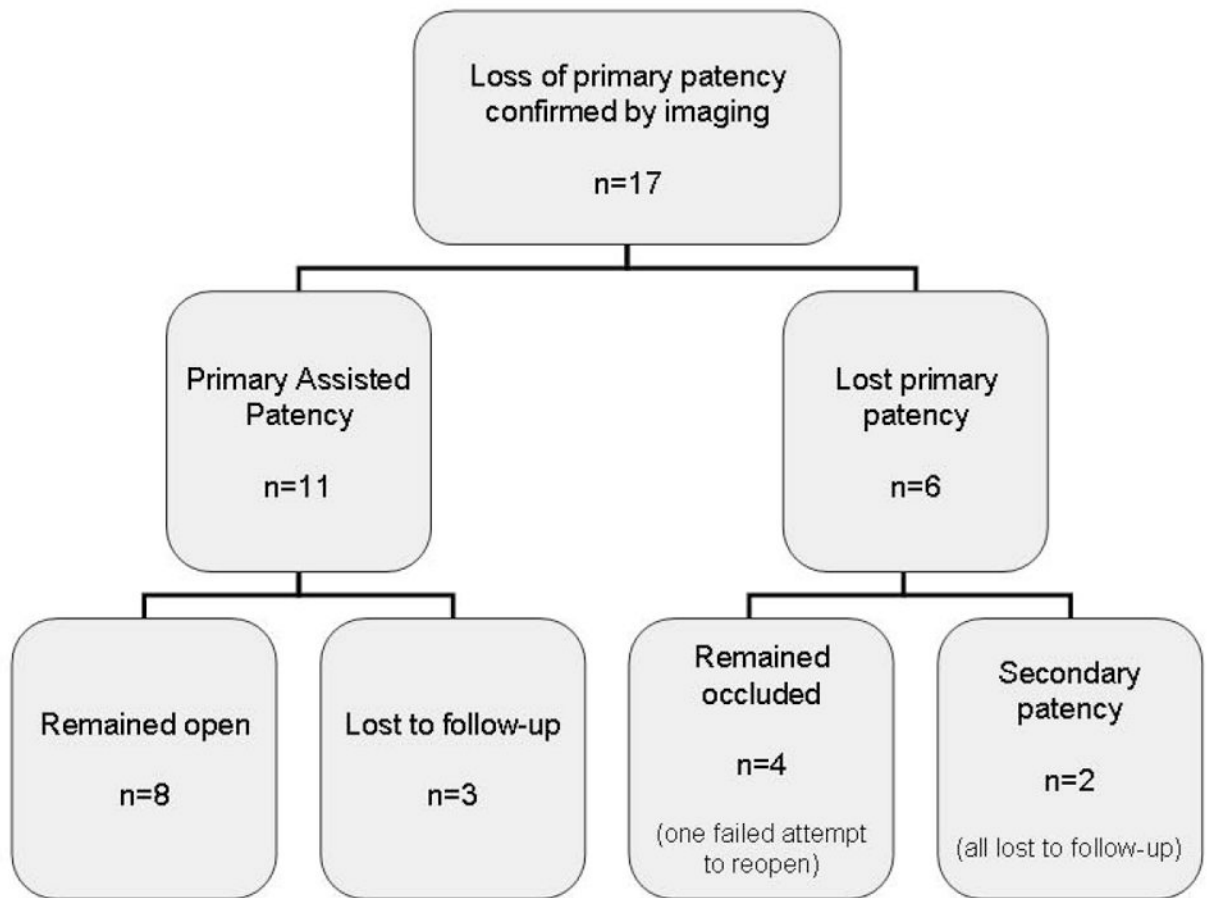 Loss of primary patency
confirmed by imaging
n=17
Primary Assisted
Patency
n=11
Lost primary
patency
n=6
Remained open
n=8
Lost to follow-up
n=3
Remained
occluded
n=4
(one failed attempt
to reopen)
Secondary
patency
n=2
(all lost to follow-up)